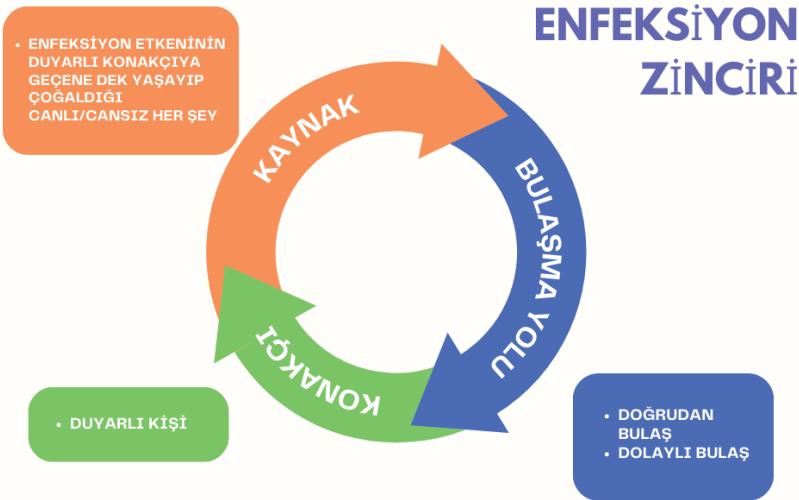 ENFEKSİYON
ZİNCİRİ
• ENFEKSİYON ETKENİNİN
DUYARLI KONAKÇIYA
GEÇENE DEK YAŞAYIP
ÇOĞALDIĞI
CANLI/CANSIZ HER ŞEY
KAYNAK
BULAŞMA YOLU
KONAKÇI
• DUYARLI KİŞİ
• DOĞRUDAN
BULAŞ
• DOLAYLI BULAŞ